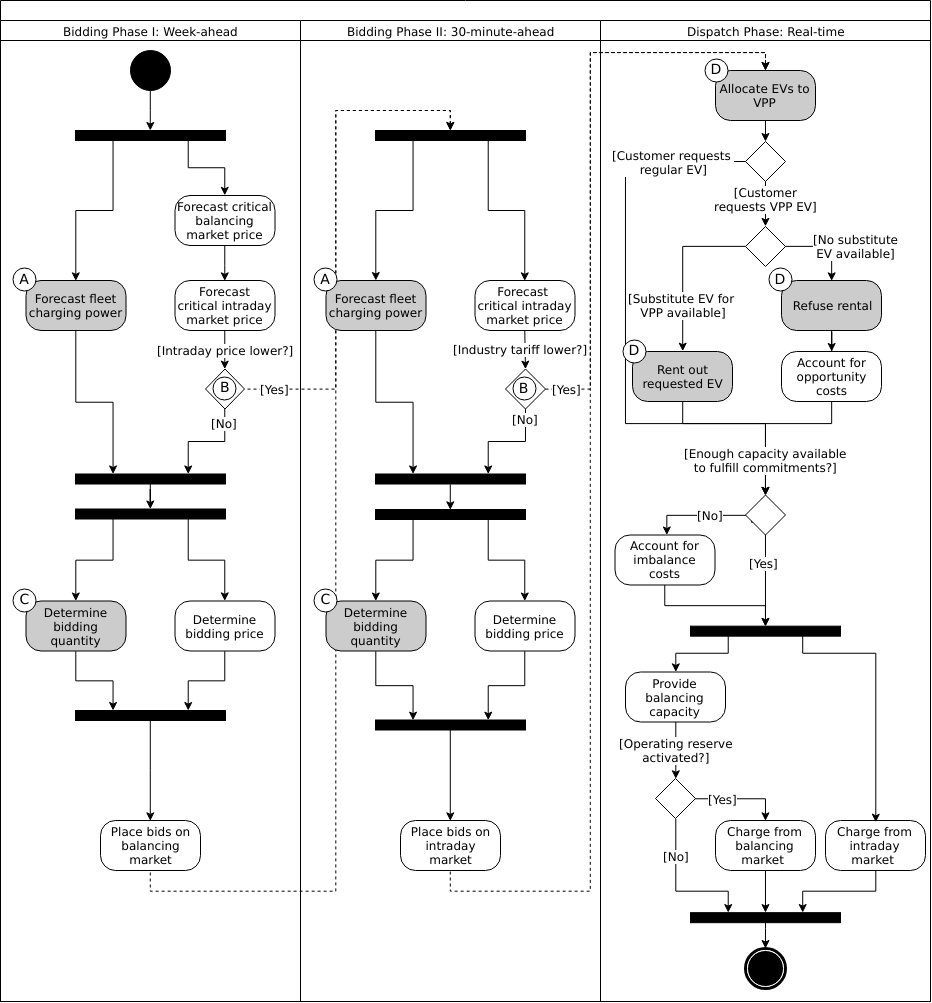 Bidding Phase I: Week-ahead
Forecast critical
balancing
market price
A
Forecast fleet
charging power
Forecast
critical intraday
market price
[Intraday price lower?]
B
[Yes]
[No]
C
Determine
bidding
quantity
Determine
bidding price
Place bids on
balancing
market
Bidding Phase II: 30-minute-ahead
A
Forecast fleet
charging power
Forecast
critical intraday
market price
[Industry tariff lower?]
B
[Yes]
[No]
C
Determine
bidding
quantity
Determine
bidding price
Place bids on
intraday
market
Dispatch Phase: Real-time
D
Allocate EVs to
VPP
[Customer requests
regular EV]
[Customer
requests VPP EV]
[No substitute
EV available]
[Substitute EV for
VPP available]
D
Refuse rental
D
Rent out
requested EV
Account for
opportunity
costs
[Enough capacity available
to fulfill commitments?]
[No]
Account for
imbalance
costs
[Yes]
Provide
balancing
capacity
[Operating reserve
activated?]
[Yes]
[No]
Charge from
balancing
market
Charge from
intraday
market